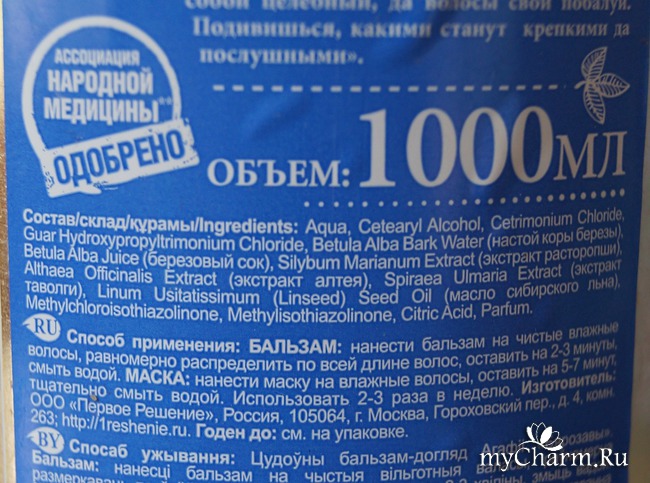 собой целебный, да волосы свои побалуй.
Подивишься, какими станут крепкими да
послушными».
АССОЦИАЦИЯ
НАРОДНОЙ
МЕДИЦИНЫ**
ОДОБРЕНО
ОБЪЕМ: 1000МЛ
Состав/склад/құрамы/Ingredients: Aqua, Cetearyl Alcohol, Cetrimonium Chloride,
Guar Hydroxypropyltrimonium Chloride, Betula Alba Bark Water (настой коры березы),
Betula Alba Juice (березовый сок), Silybum Marianum Extract (экстракт расторопши),
Althaea Officinalis Extract (экстракт алтея), Spiraea Ulmaria Extract (экстракт
таволги), Linum Usitatissimum (Linseed) Seed Oil (масло сибирского льна),
Methylchloroisothiazolinone, Methylisothiazolinone, Citric Acid, Parfum.
RU Способ применения: БАЛЬЗАМ: нанести бальзам на чистые влажные
волосы, равномерно распределить по всей длине волос, оставить на 2-3 минуты,
смыть водой. МАСКА: нанести маску на влажные волосы, оставить на 5-7 минут,
тщательно смыть водой. Использовать 2-3 раза в неделю. Изготовитель:
ООО «Первое Решение», Россия, 105064, г. Москва, Гороховский пер., д. 4, комн.
263; http://1reshenie.ru. Годен до: см. на упаковке.
BY Спосаб ужывання: Цудоўны бальзам-догляд
Бальзам: нанесці бальзам на чыстыя вільготныя
myCharm.Ru